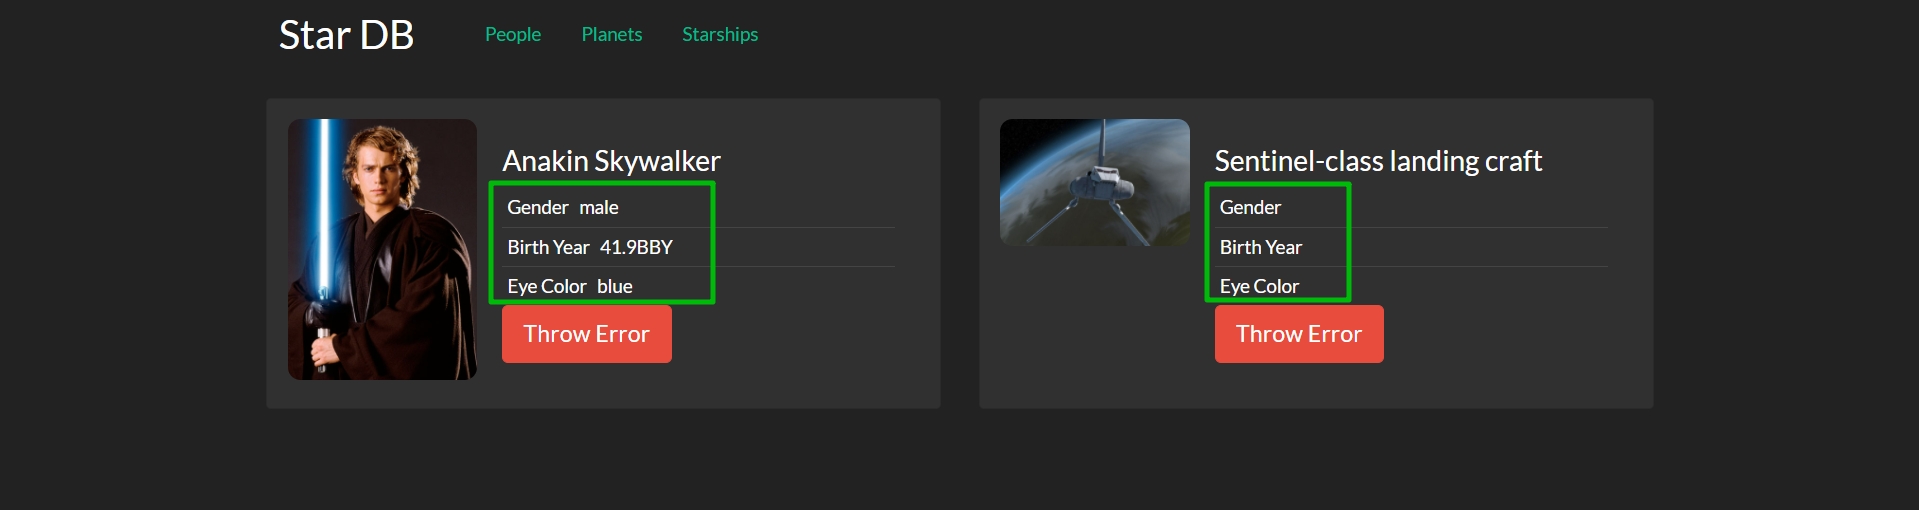 Star DB People Planets Starships
Anakin Skywalker
Gender male
Birth Year 41.9BBY
Eye Color blue
Throw Error
Sentinel-class landing craft
Gender
Birth Year
Eye Color
Throw Error